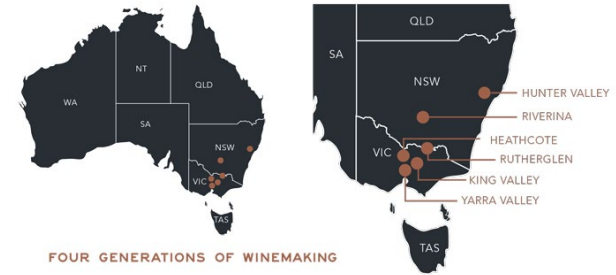 NT
QLD
WA
SA
NSW
VIC
TAS
FOUR GENERATIONS OF WINEMAKING
QLD
SA
NSW
HUNTER VALLEY
RIVERINA
HEATHCOTE
VIC
RUTHERGLEN
KING VALLEY
YARRA VALLEY
TAS